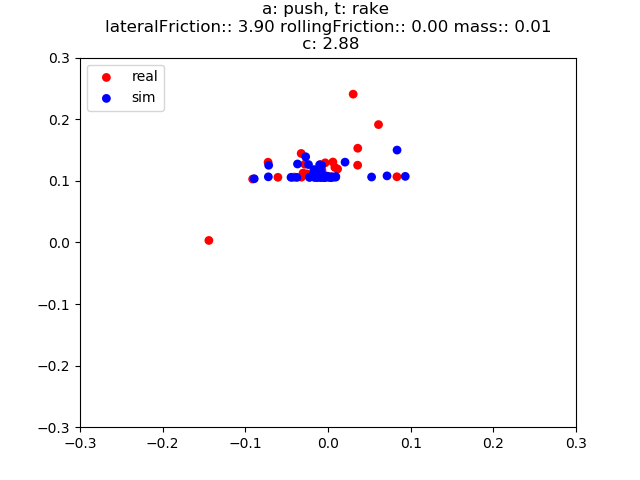 a: push, t: rake
lateralFriction:: 3.90 rollingFriction:: 0.00 mass:: 0.01
c: 2.88
real
sim
0.3
0.2
0.1
0.0
−0.1
−0.2
−0.3
−0.3 −0.2 −0.1 0.0 0.1 0.2 0.3